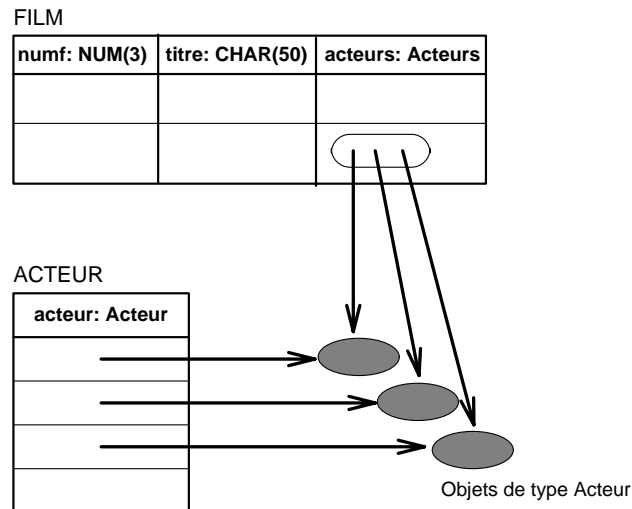 FILM
numf: NUM(3) titre: CHAR(50) acteurs: Acteurs
ACTEUR
acteur: Acteur
Objets de type Acteur